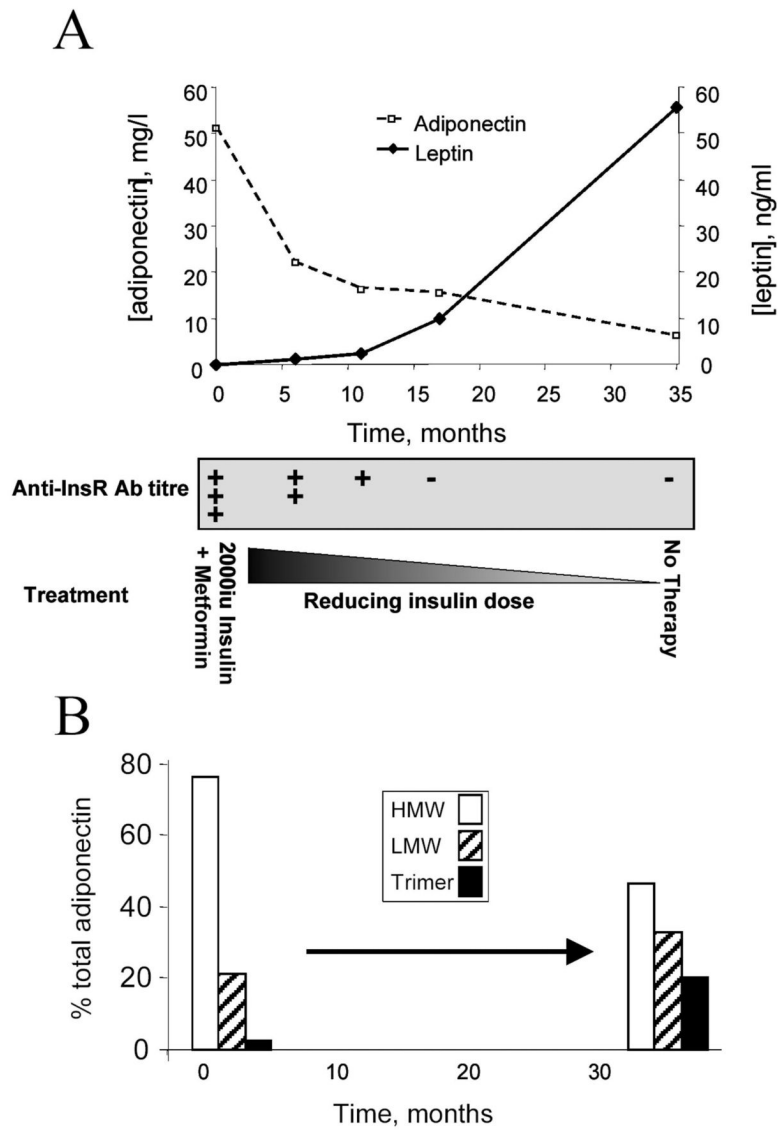 A
60
50
40
30
20
10
0
[adiponectin], mg/l
Adiponectin
Leptin
60
50
40
30
20
10
0
[leptin], ng/ml
0 5 10 15 20 25 30 35
Time, months
Anti-InsR Ab titre
+ + + -  -
+ +
+
Treatment
2000iu Insulin
+ Metformin
Reducing insulin dose
No Therapy
B
80
60
40
20
0
% total adiponectin
HMW
LMW
Trimer
0 10 20 30
Time, months